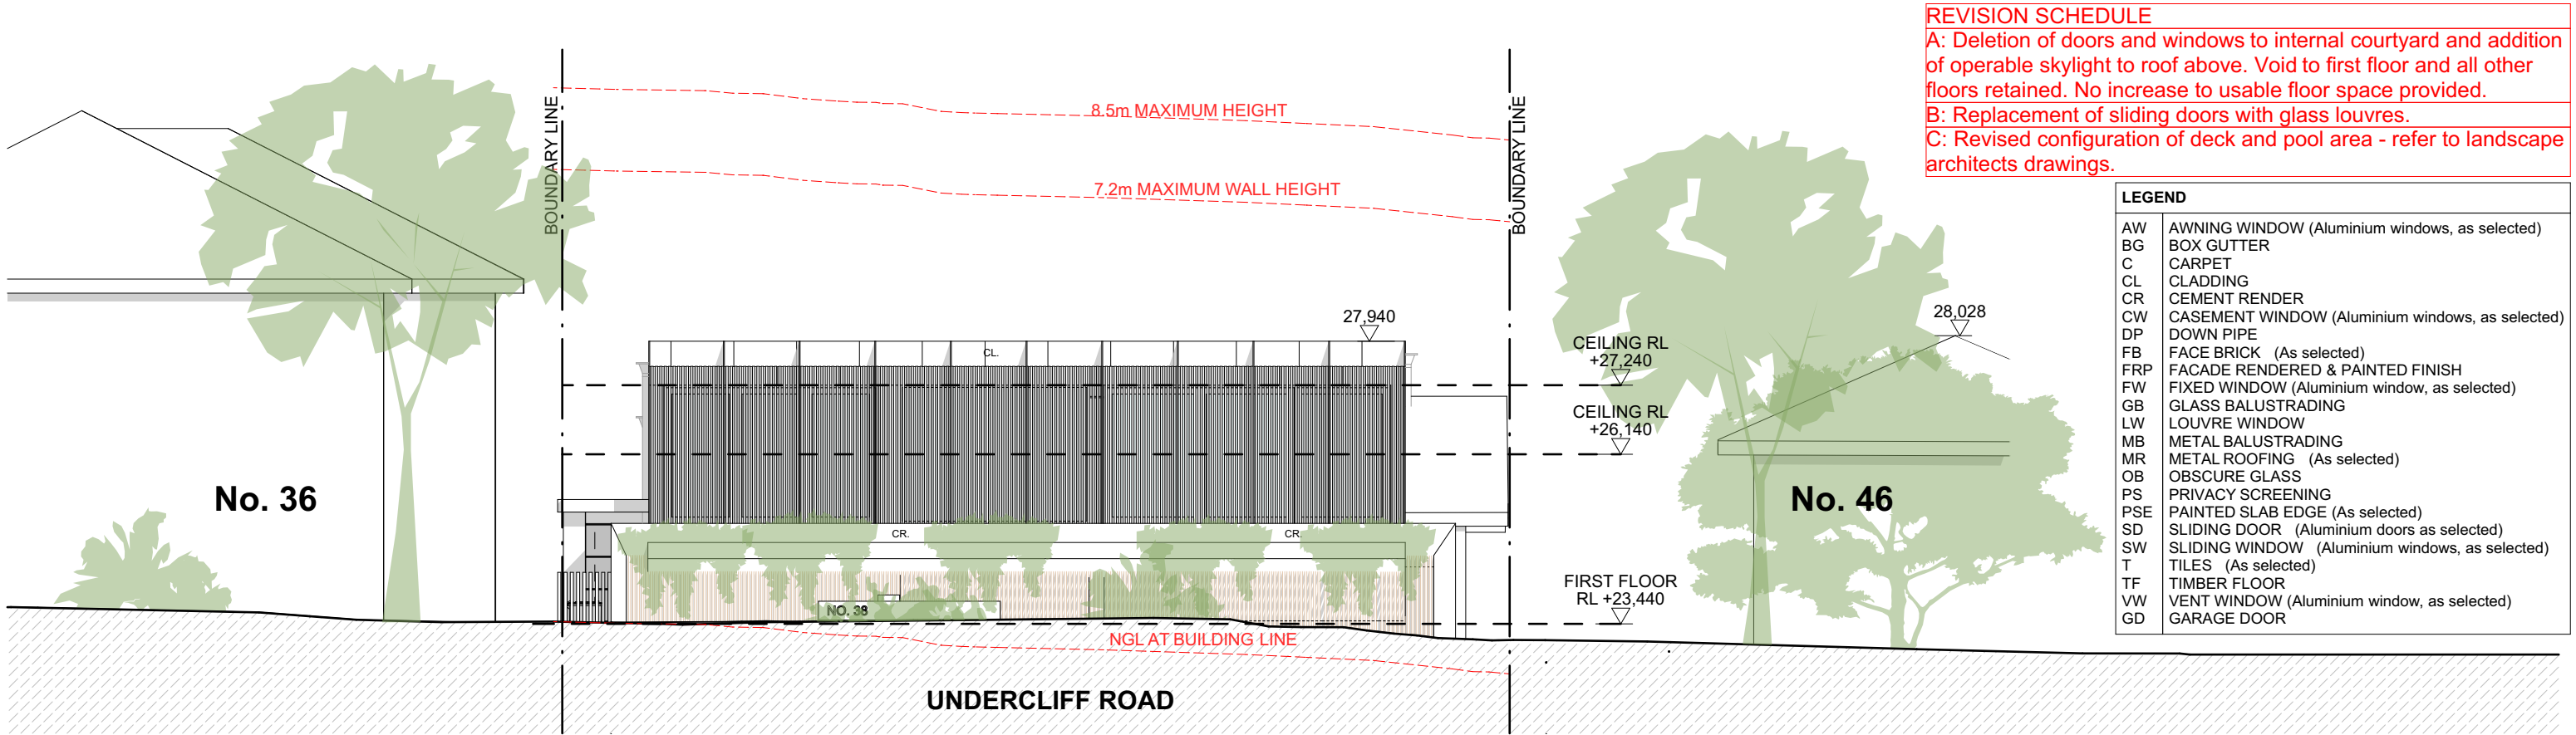 REVISION SCHEDULE
A: Deletion of doors and windows to internal courtyard and addition
of operable skylight to roof above. Void to first floor and all other
floors retained. No increase to usable floor space provided.
B: Replacement of sliding doors with glass louvres.
C: Revised configuration of deck and pool area - refer to landscape
architects drawings.
BOUNDARY LINE
8.5m MAXIMUM HEIGHT
7.2m MAXIMUM WALL HEIGHT
BOUNDARY LINE
LEGEND
AW AWNING WINDOW (Aluminium windows, as selected)
BG BOX GUTTER
C CARPET
CL CLADDING
CR CEMENT RENDER
CW CASEMENT WINDOW (Aluminium windows, as selected)
DP DOWN PIPE
FB FACE BRICK (As selected)
FRP FACADE RENDERED & PAINTED FINISH
FW FIXED WINDOW (Aluminium window, as selected)
GB GLASS BALUSTRADING
LW LOUVRE WINDOW
MB METAL BALUSTRADING
MR METAL ROOFING (As selected)
OB OBSCURE GLASS
PS PRIVACY SCREENING
PSE PAINTED SLAB EDGE (As selected)
SD SLIDING DOOR (Aluminium doors as selected)
SW SLIDING WINDOW (Aluminium windows, as selected)
T TILES (As selected)
TF TIMBER FLOOR
VW VENT WINDOW (Aluminium window, as selected)
GD GARAGE DOOR
27,940
28,028
CL.
CEILING RL
+27,240
CEILING RL
+26,140
No. 36
No. 46
CR.
CR.
FIRST FLOOR
RL +23,440
NO. 38
NGL AT BUILDING LINE
UNDERCLIFF ROAD